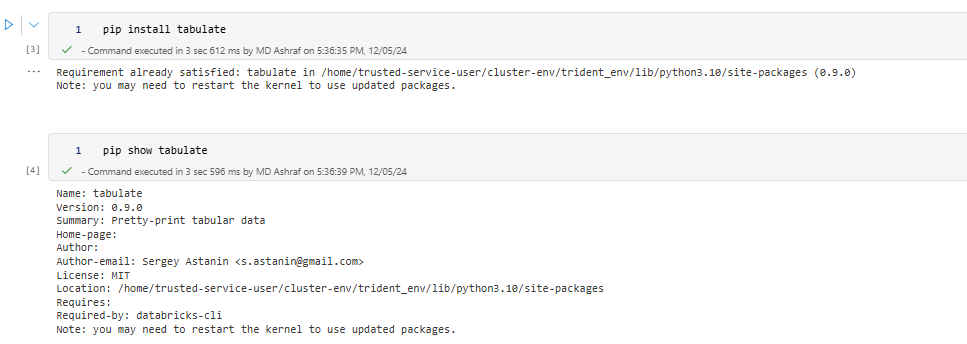 1 pip install tabulate
[3] - Command executed in 3 sec 612 ms by MD Ashraf on 5:36:35 PM, 12/05/24
Requirement already satisfied: tabulate in /home/trusted-service-user/cluster-env/trident_env/lib/python3.10/site-packages (0.9.0)
Note: you may need to restart the kernel to use updated packages.
1 pip show tabulate
[4] - Command executed in 3 sec 596 ms by MD Ashraf on 5:36:39 PM, 12/05/24
Name: tabulate
Version: 0.9.0
Summary: Pretty-print tabular data
Home-page:
Author:
Author-email: Sergey Astanin <s.astanin@gmail.com>
License: MIT
Location: /home/trusted-service-user/cluster-env/trident_env/lib/python3.10/site-packages
Requires:
Required-by: databricks-cli
Note: you may need to restart the kernel to use updated packages.